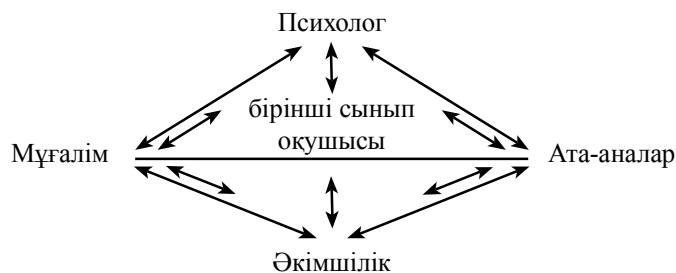 Психолог
бірінші сынып
оқушысы
Мұғалім
Ата-аналар
Әкімшілік